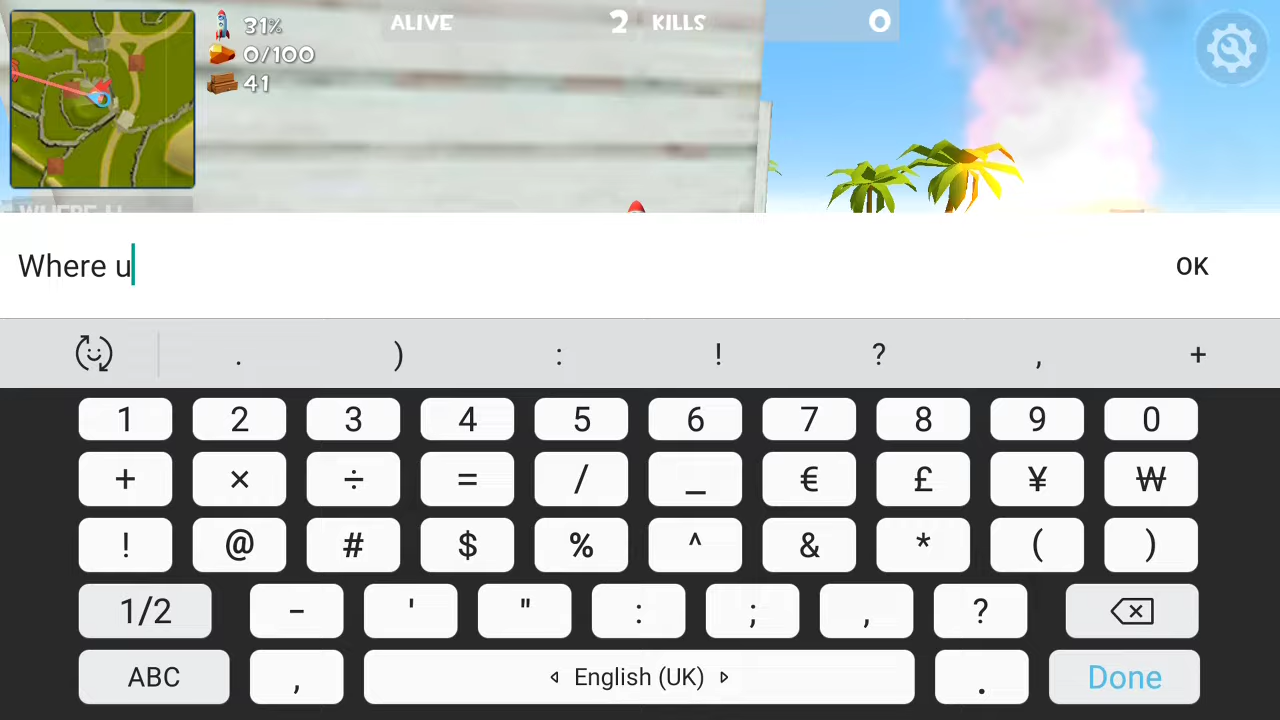 31%
ALIVE 2 KILLS 0
0/100
41
WHERE U
Where u
OK
. ) : ! ? , +
1 2 3 4 5 6 7 8 9 0
+ × ÷ = / _ € £ ¥ ₩
! @ # $ % ^ & * ( )
1/2 - ' " : ; , ?
ABC , English (UK) . Done